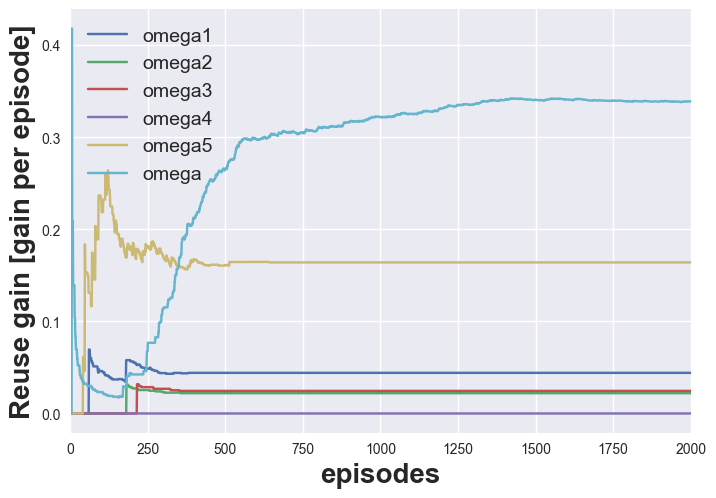 omega1
omega2
omega3
omega4
omega5
omega
Reuse gain [gain per episode]
0.4
0.3
0.2
0.1
0.0
0 250 500 750 1000 1250 1500 1750 2000
episodes